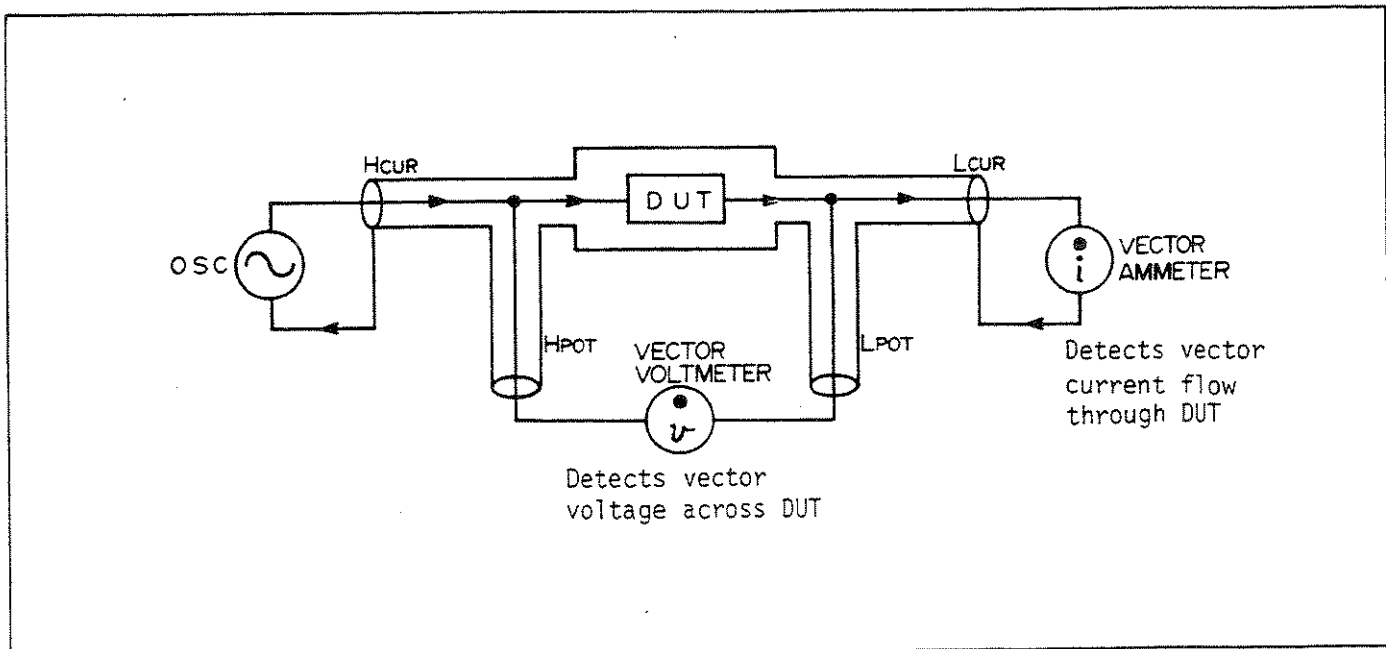 HCUR
LCUR
DUT
OSC
VECTOR
AMMETER
i
HPOT
VECTOR
VOLTMETER
LPOT
v
Detects vector
current flow
through DUT
Detects vector
voltage across DUT